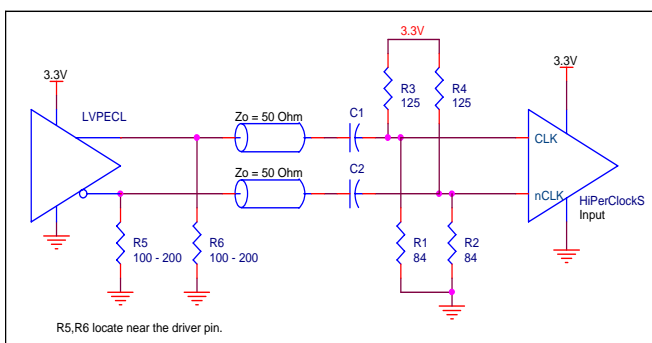 3.3V
3.3V
3.3V
R3
125
R4
125
LVPECL
Zo = 50 Ohm
C1
CLK
Zo = 50 Ohm
C2
nCLK
HiPerClockS
Input
R5
100 - 200
R6
100 - 200
R1
84
R2
84
R5,R6 locate near the driver pin.